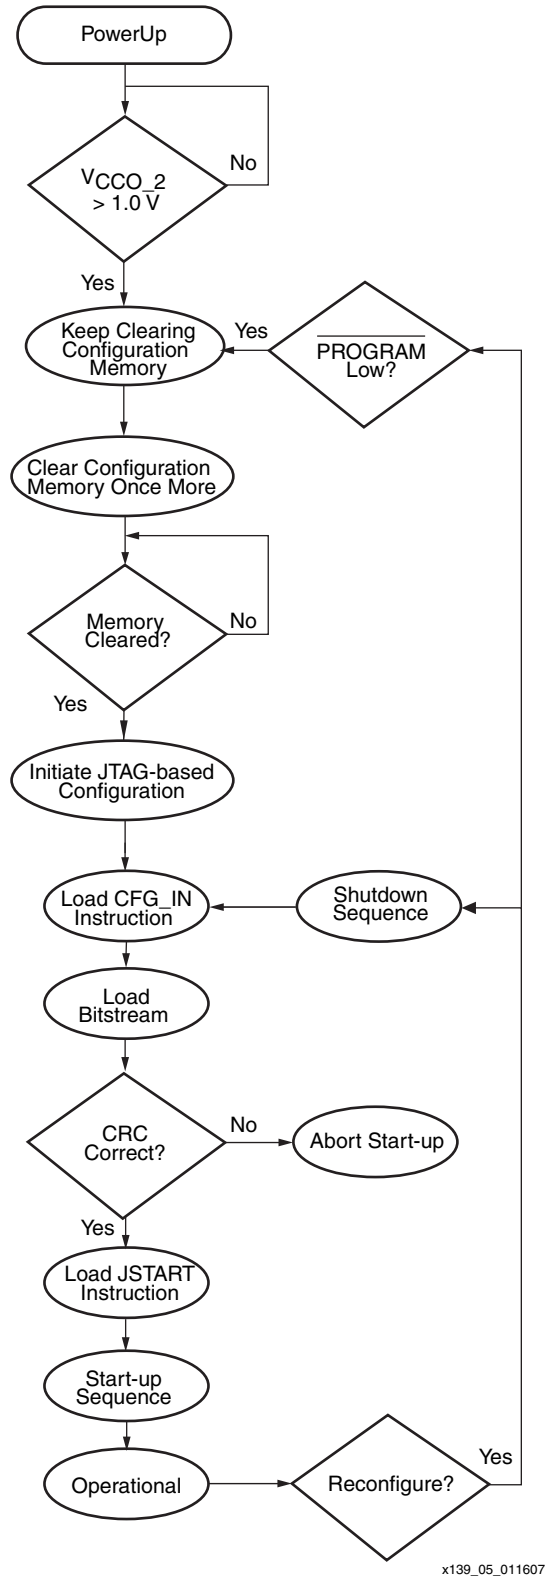 PowerUp
VCCO_2
> 1.0 V
No
Yes
Keep Clearing
Configuration
Memory
Yes
PROGRAM
Low?
Clear Configuration
Memory Once More
Memory
Cleared?
No
Yes
Initiate JTAG-based
Configuration
Load CFG_IN
Instruction
Shutdown
Sequence
Load
Bitstream
CRC
Correct?
No
Abort Start-up
Yes
Load JSTART
Instruction
Start-up
Sequence
Operational
Reconfigure?
Yes
x139_05_011607